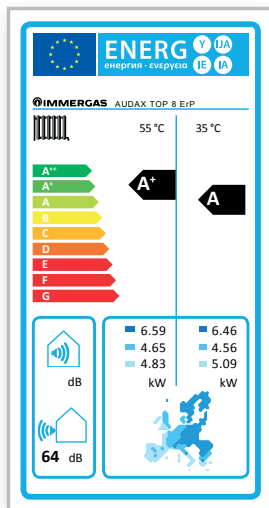 ENERG
Y IJA
енергия · ενεργεια
IE IA
IMMERGAS AUDAX TOP 8 ErP
55 °C 35 °C
A++
A+
A
B
C
D
E
F
G
A+
A
6.59 6.46
4.65 4.56
4.83 5.09
dB
kW kW
64 dB